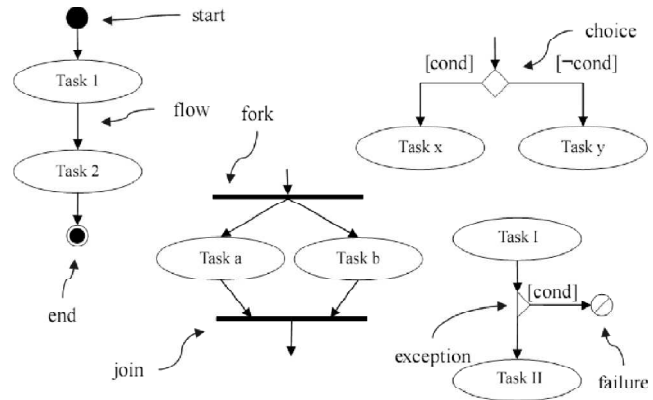 start
Task 1
flow
Task 2
end
fork
Task a
Task b
join
choice
[cond]
[¬cond]
Task x
Task y
Task I
[cond]
exception
Task II
failure